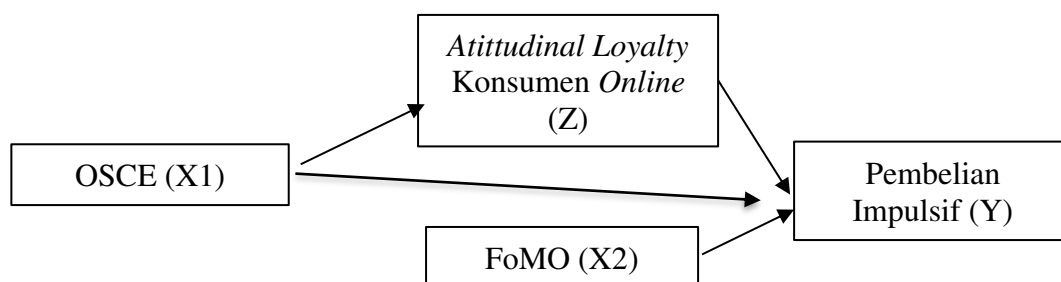 Atittudinal Loyalty
Konsumen Online
(Z)
OSCE (X1)
Pembelian
Impulsif (Y)
FoMO (X2)